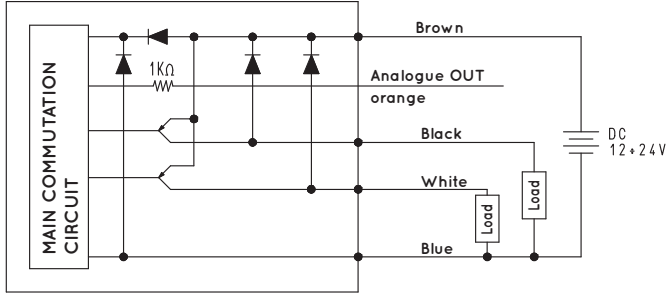 Brown
1KΩ
Analogue OUT
orange
DC
12÷24V
Black
MAIN COMMUTATION
CIRCUIT
White
Load
Load
Blue